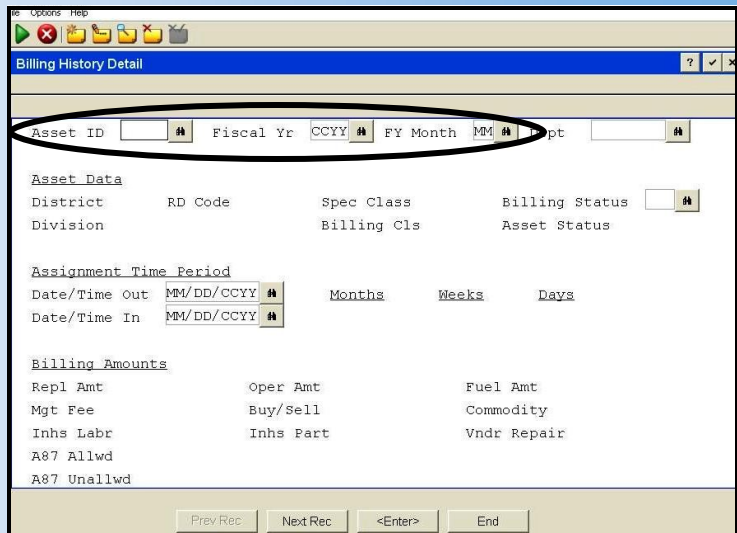 Options Help
Billing History Detail ?
Asset ID Fiscal Yr CCYY FY Month MM
Asset Data
District RD Code Spec Class Billing Status
Division Billing Cls Asset Status
Assignment Time Period
Date/Time Out MM/DD/CCYY Months Weeks Days
Date/Time In MM/DD/CCYY
Billing Amounts
Repl Amt Oper Amt Fuel Amt
Mgt Fee Buy/Sell Commodity
Inhs Labr Inhs Part Vndr Repair
A87 Allwd
A87 Unallwd
Prev Rec Next Rec <Enter> End